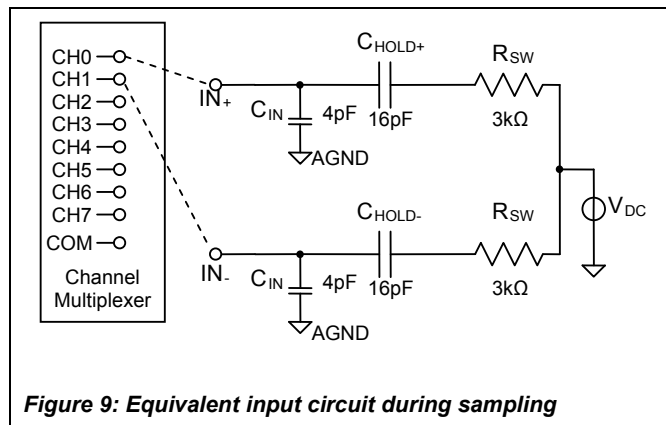 CH0
CH1
CH2
CH3
CH4
CH5
CH6
CH7
COM
Channel
Multiplexer
IN+
CIN
4pF
AGND
CHOLD+
16pF
RSW
3kΩ
IN-
CIN
4pF
AGND
CHOLD-
16pF
RSW
3kΩ
VDC
Figure 9: Equivalent input circuit during sampling